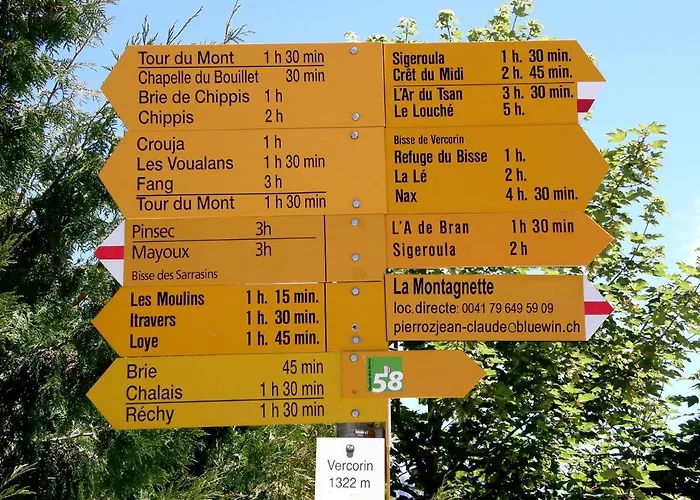 Tour du Mont 1 h 30 min
Chapelle du Bouillet 30 min
Brie de Chippis 1 h
Chippis 2 h
Crouja 1 h
Les Voualans 1 h 30 min
Fang 3 h
Tour du Mont 1 h 30 min
Pinsec 3h
Mayoux 3h
Bisse des Sarrasins
Les Moulins 1 h. 15 min.
Itravers 1 h. 30 min.
Loye 1 h. 45 min.
Brie 45 min
Chalais 1 h 30 min
Réchy 1 h 30 min
Sigeroula 1 h. 30 min.
Crêt du Midi 2 h. 45 min.
L'Ar du Tsan 3 h. 30 min.
Le Louché 5 h.
Bisse de Vercorin
Refuge du Bisse 1 h.
La Lé 2 h.
Nax 4 h. 30 min.
L'A de Bran 1 h 30 min
Sigeroula 2 h
La Montagnette
loc. directe: 0041 79 649 59 09
pierrozjean-claude@bluewin.ch
58
Vercorin
1322 m